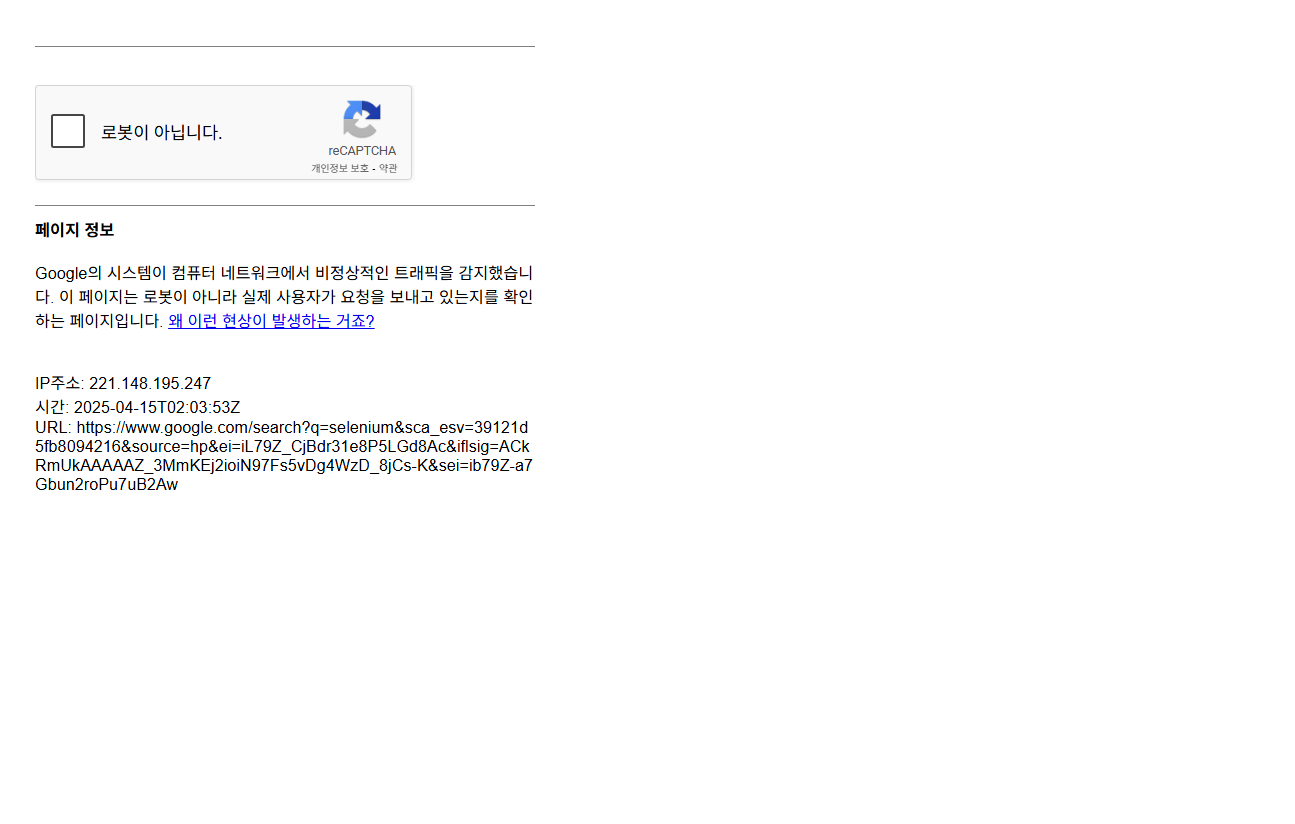 로봇이 아닙니다.
reCAPTCHA
개인정보 보호 - 약관
페이지 정보
Google의 시스템이 컴퓨터 네트워크에서 비정상적인 트래픽을 감지했습니
다. 이 페이지는 로봇이 아니라 실제 사용자가 요청을 보내고 있는지를 확인
하는 페이지입니다. 왜 이런 현상이 발생하는 거죠?
IP주소: 221.148.195.247
시간: 2025-04-15T02:03:53Z
URL: https://www.google.com/search?q=selenium&sca_esv=39121d
5fb8094216&source=hp&ei=iL79Z_CjBdr31e8P5LGd8Ac&iflsig=ACk
RmUkAAAAAZ_3MmKEj2ioiN97Fs5vDg4WzD_8jCs-K&sei=ib79Z-a7
Gbun2roPu7uB2Aw